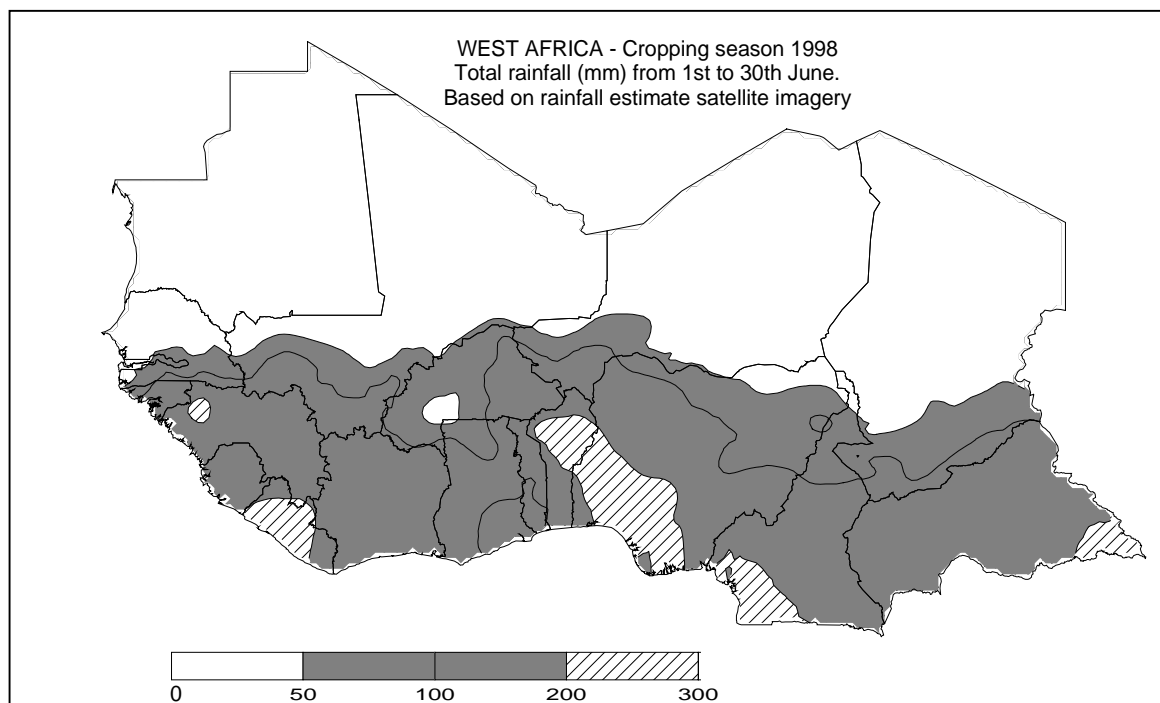 WEST AFRICA - Cropping season 1998
Total rainfall (mm) from 1st to 30th June.
Based on rainfall estimate satellite imagery
0 50 100 200 300